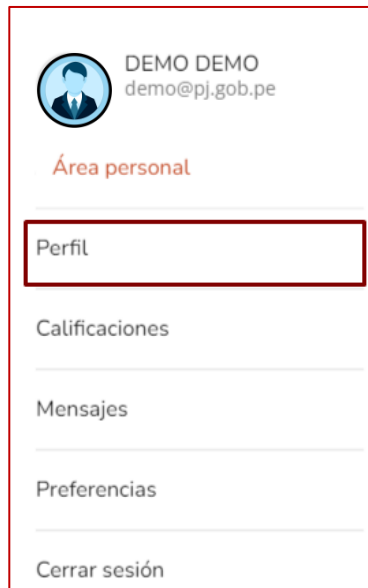 DEMO DEMO
demo@pj.gob.pe
Área personal
Perfil
Calificaciones
Mensajes
Preferencias
Cerrar sesión